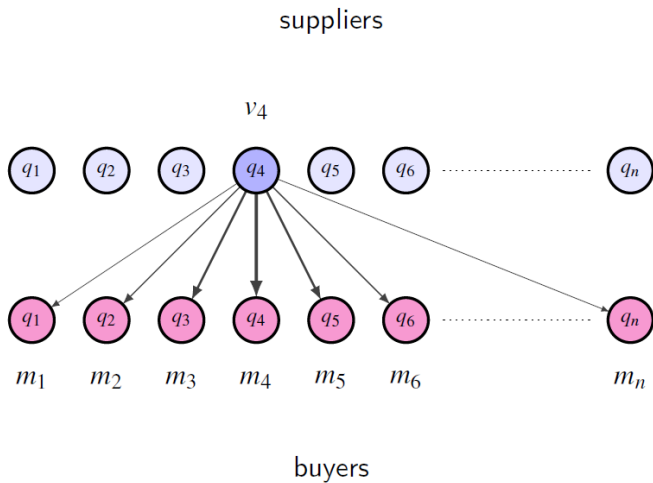 suppliers
v4
q1 q2 q3 q4 q5 q6 qn
q1 q2 q3 q4 q5 q6 qn
m1 m2 m3 m4 m5 m6 mn
buyers